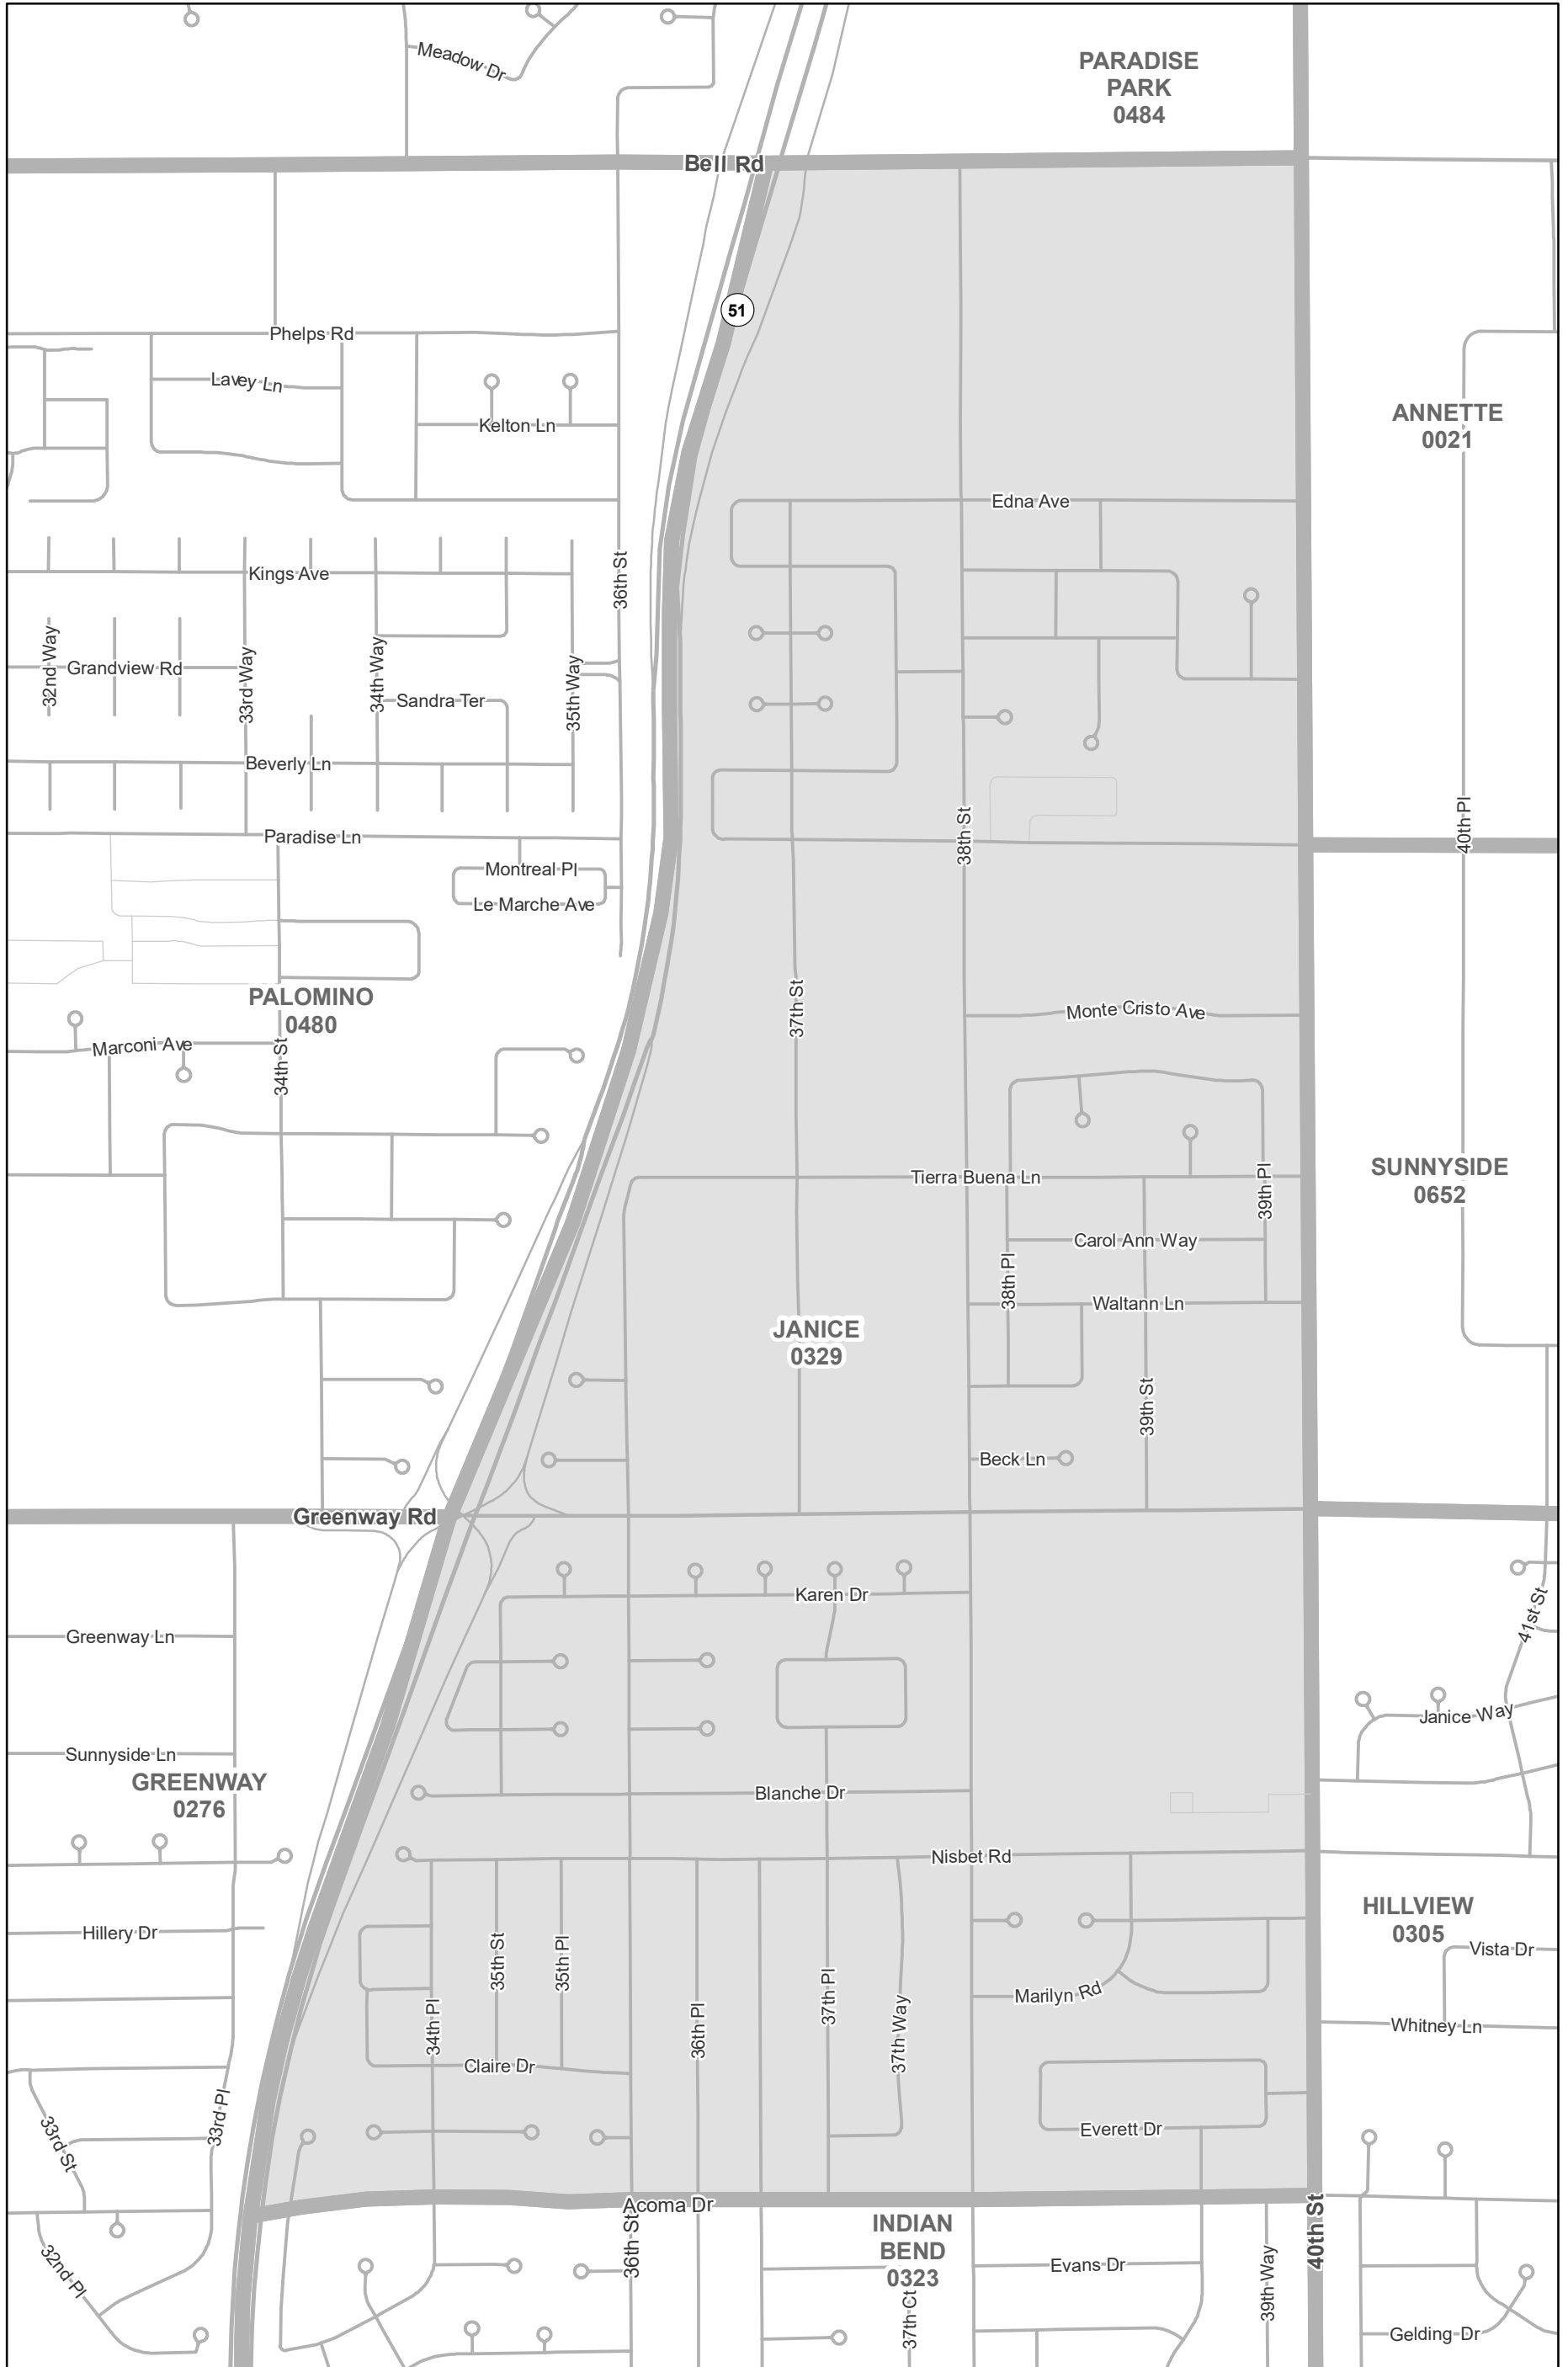 Meadow Dr
PARADISE
PARK
0484
Bell Rd
51
Phelps Rd
Lavey Ln
Kelton Ln
ANNETTE
0021
Edna Ave
36th St
Kings Ave
32nd Way
Grandview Rd
33rd Way
34th Way
Sandra Ter
35th Way
Beverly Ln
Paradise Ln
38th St
40th Pl
Montreal Pl
Le Marche Ave
PALOMINO
0480
37th St
Monte Cristo Ave
Marconi Ave
34th St
Tierra Buena Ln
39th Pl
SUNNYSIDE
0652
Carol Ann Way
38th Pl
Waltann Ln
JANICE
0329
39th St
Beck Ln
Greenway Rd
Karen Dr
41st St
Greenway Ln
Janice Way
Sunnyside Ln
GREENWAY
0276
Blanche Dr
Nisbet Rd
HILLVIEW
0305
Hillery Dr
35th St
35th Pl
Vista Dr
34th Pl
36th Pl
37th Pl
37th Way
Marilyn Rd
Whitney Ln
Claire Dr
33rd Pl
33rd St
Everett Dr
Acoma Dr
36th St
INDIAN
BEND
0323
40th St
32nd Pl
Evans Dr
39th Way
37th Ct
Gelding Dr